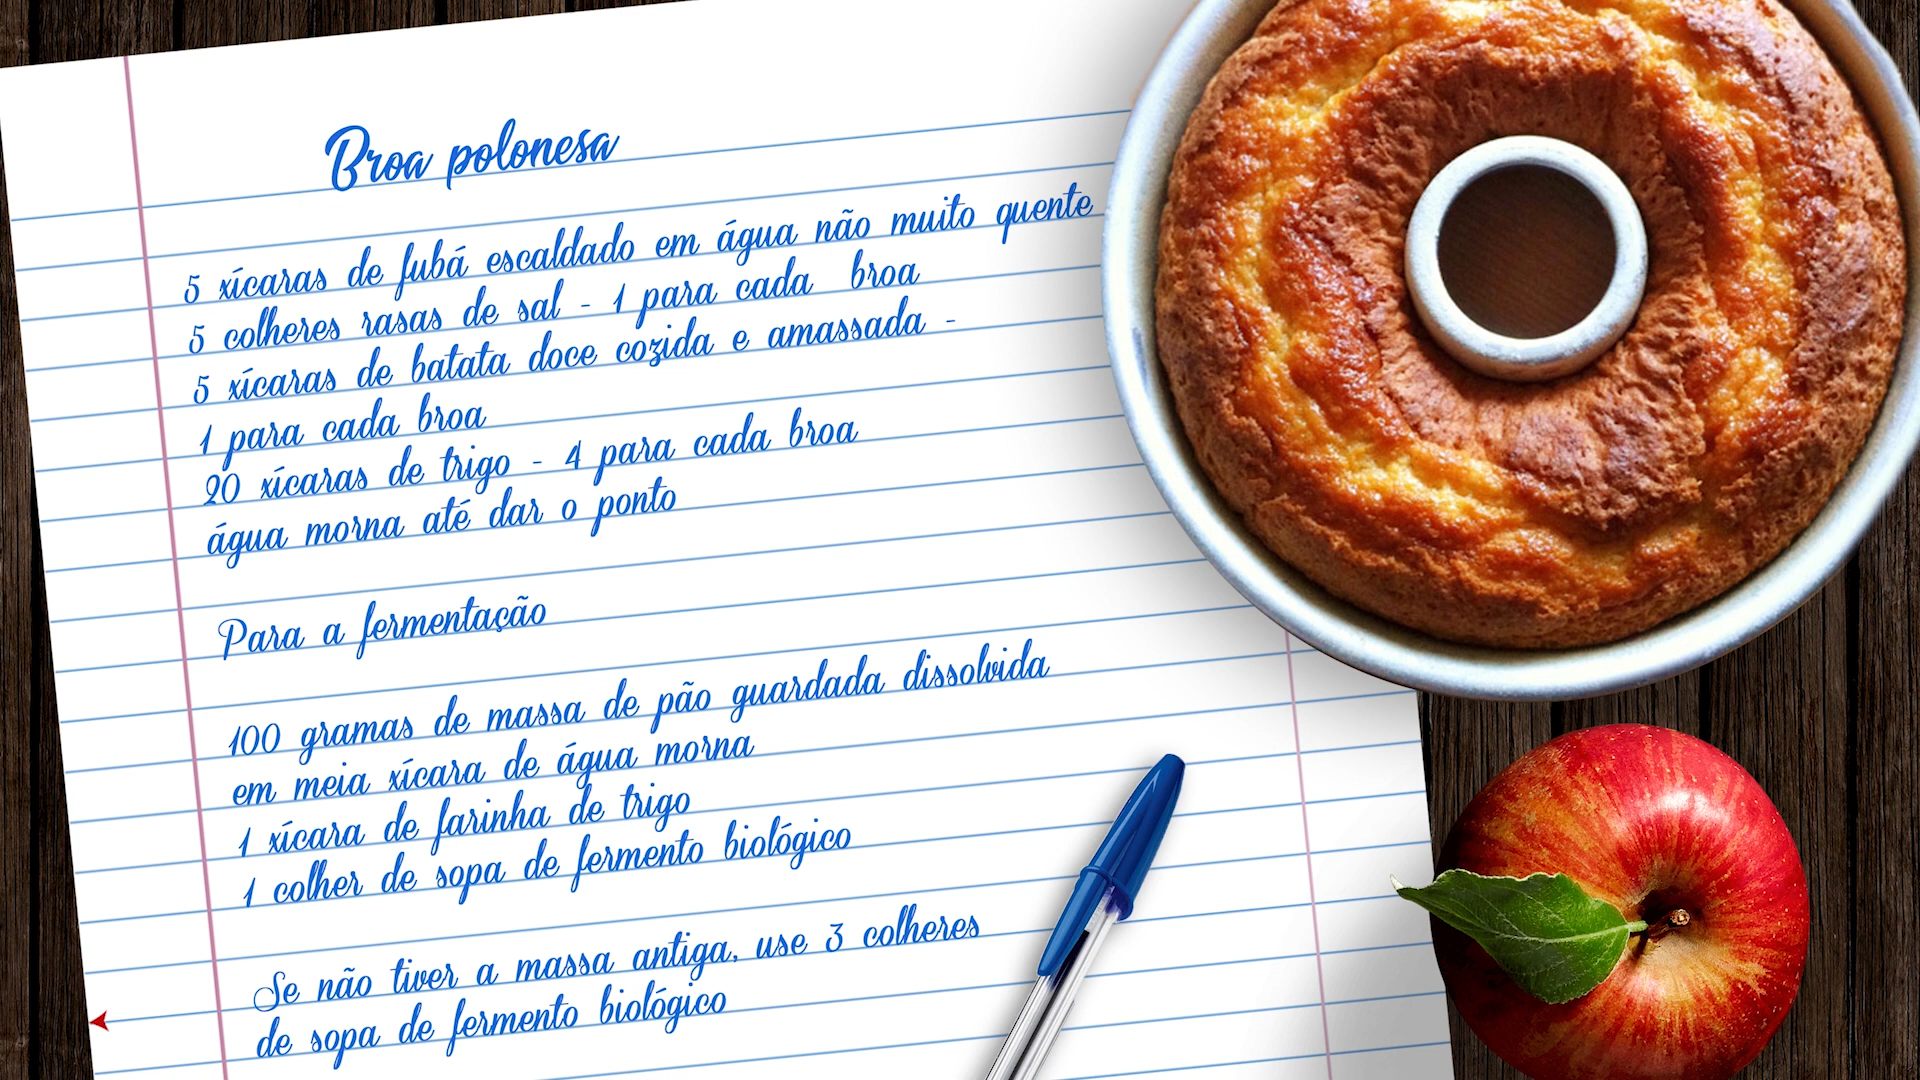 Broa polonesa
5 xícaras de fubá escaldado em água não muito quente
5 colheres rasas de sal - 1 para cada broa
5 xícaras de batata doce cozida e amassada -
1 para cada broa
20 xícaras de trigo - 4 para cada broa
água morna até dar o ponto
Para a fermentação
100 gramas de massa de pão guardada dissolvida
em meia xícara de água morna
1 xícara de farinha de trigo
1 colher de sopa de fermento biológico
Se não tiver a massa antiga, use 3 colheres
de sopa de fermento biológico